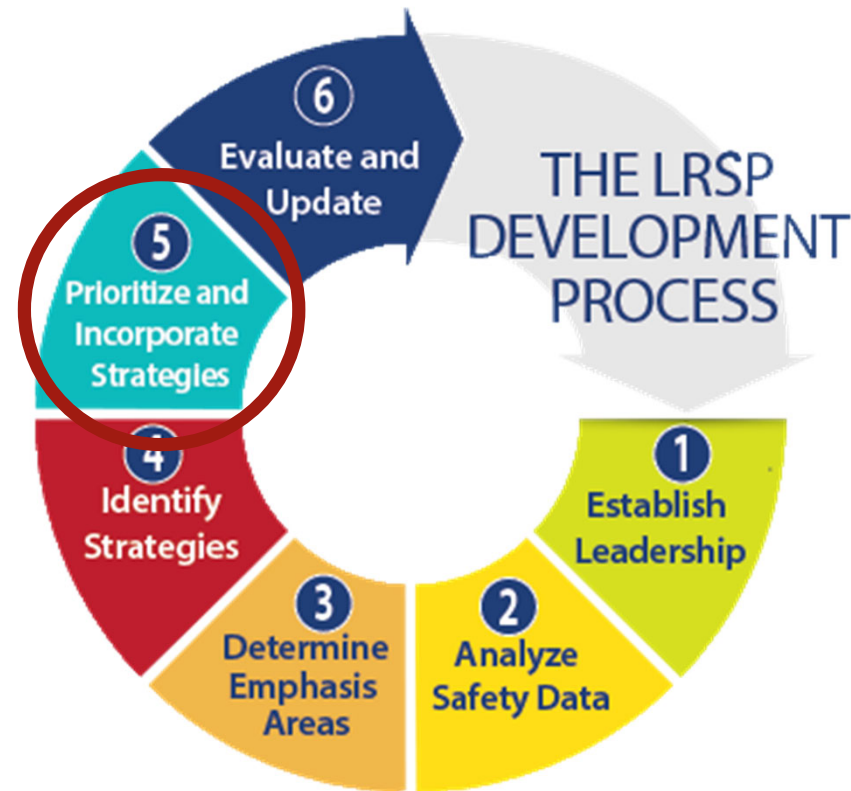 THE LRSP
DEVELOPMENT
PROCESS
1
Establish
Leadership
2
Analyze
Safety Data
3
Determine
Emphasis
Areas
4
Identify
Strategies
5
Prioritize and
Incorporate
Strategies
6
Evaluate and
Update